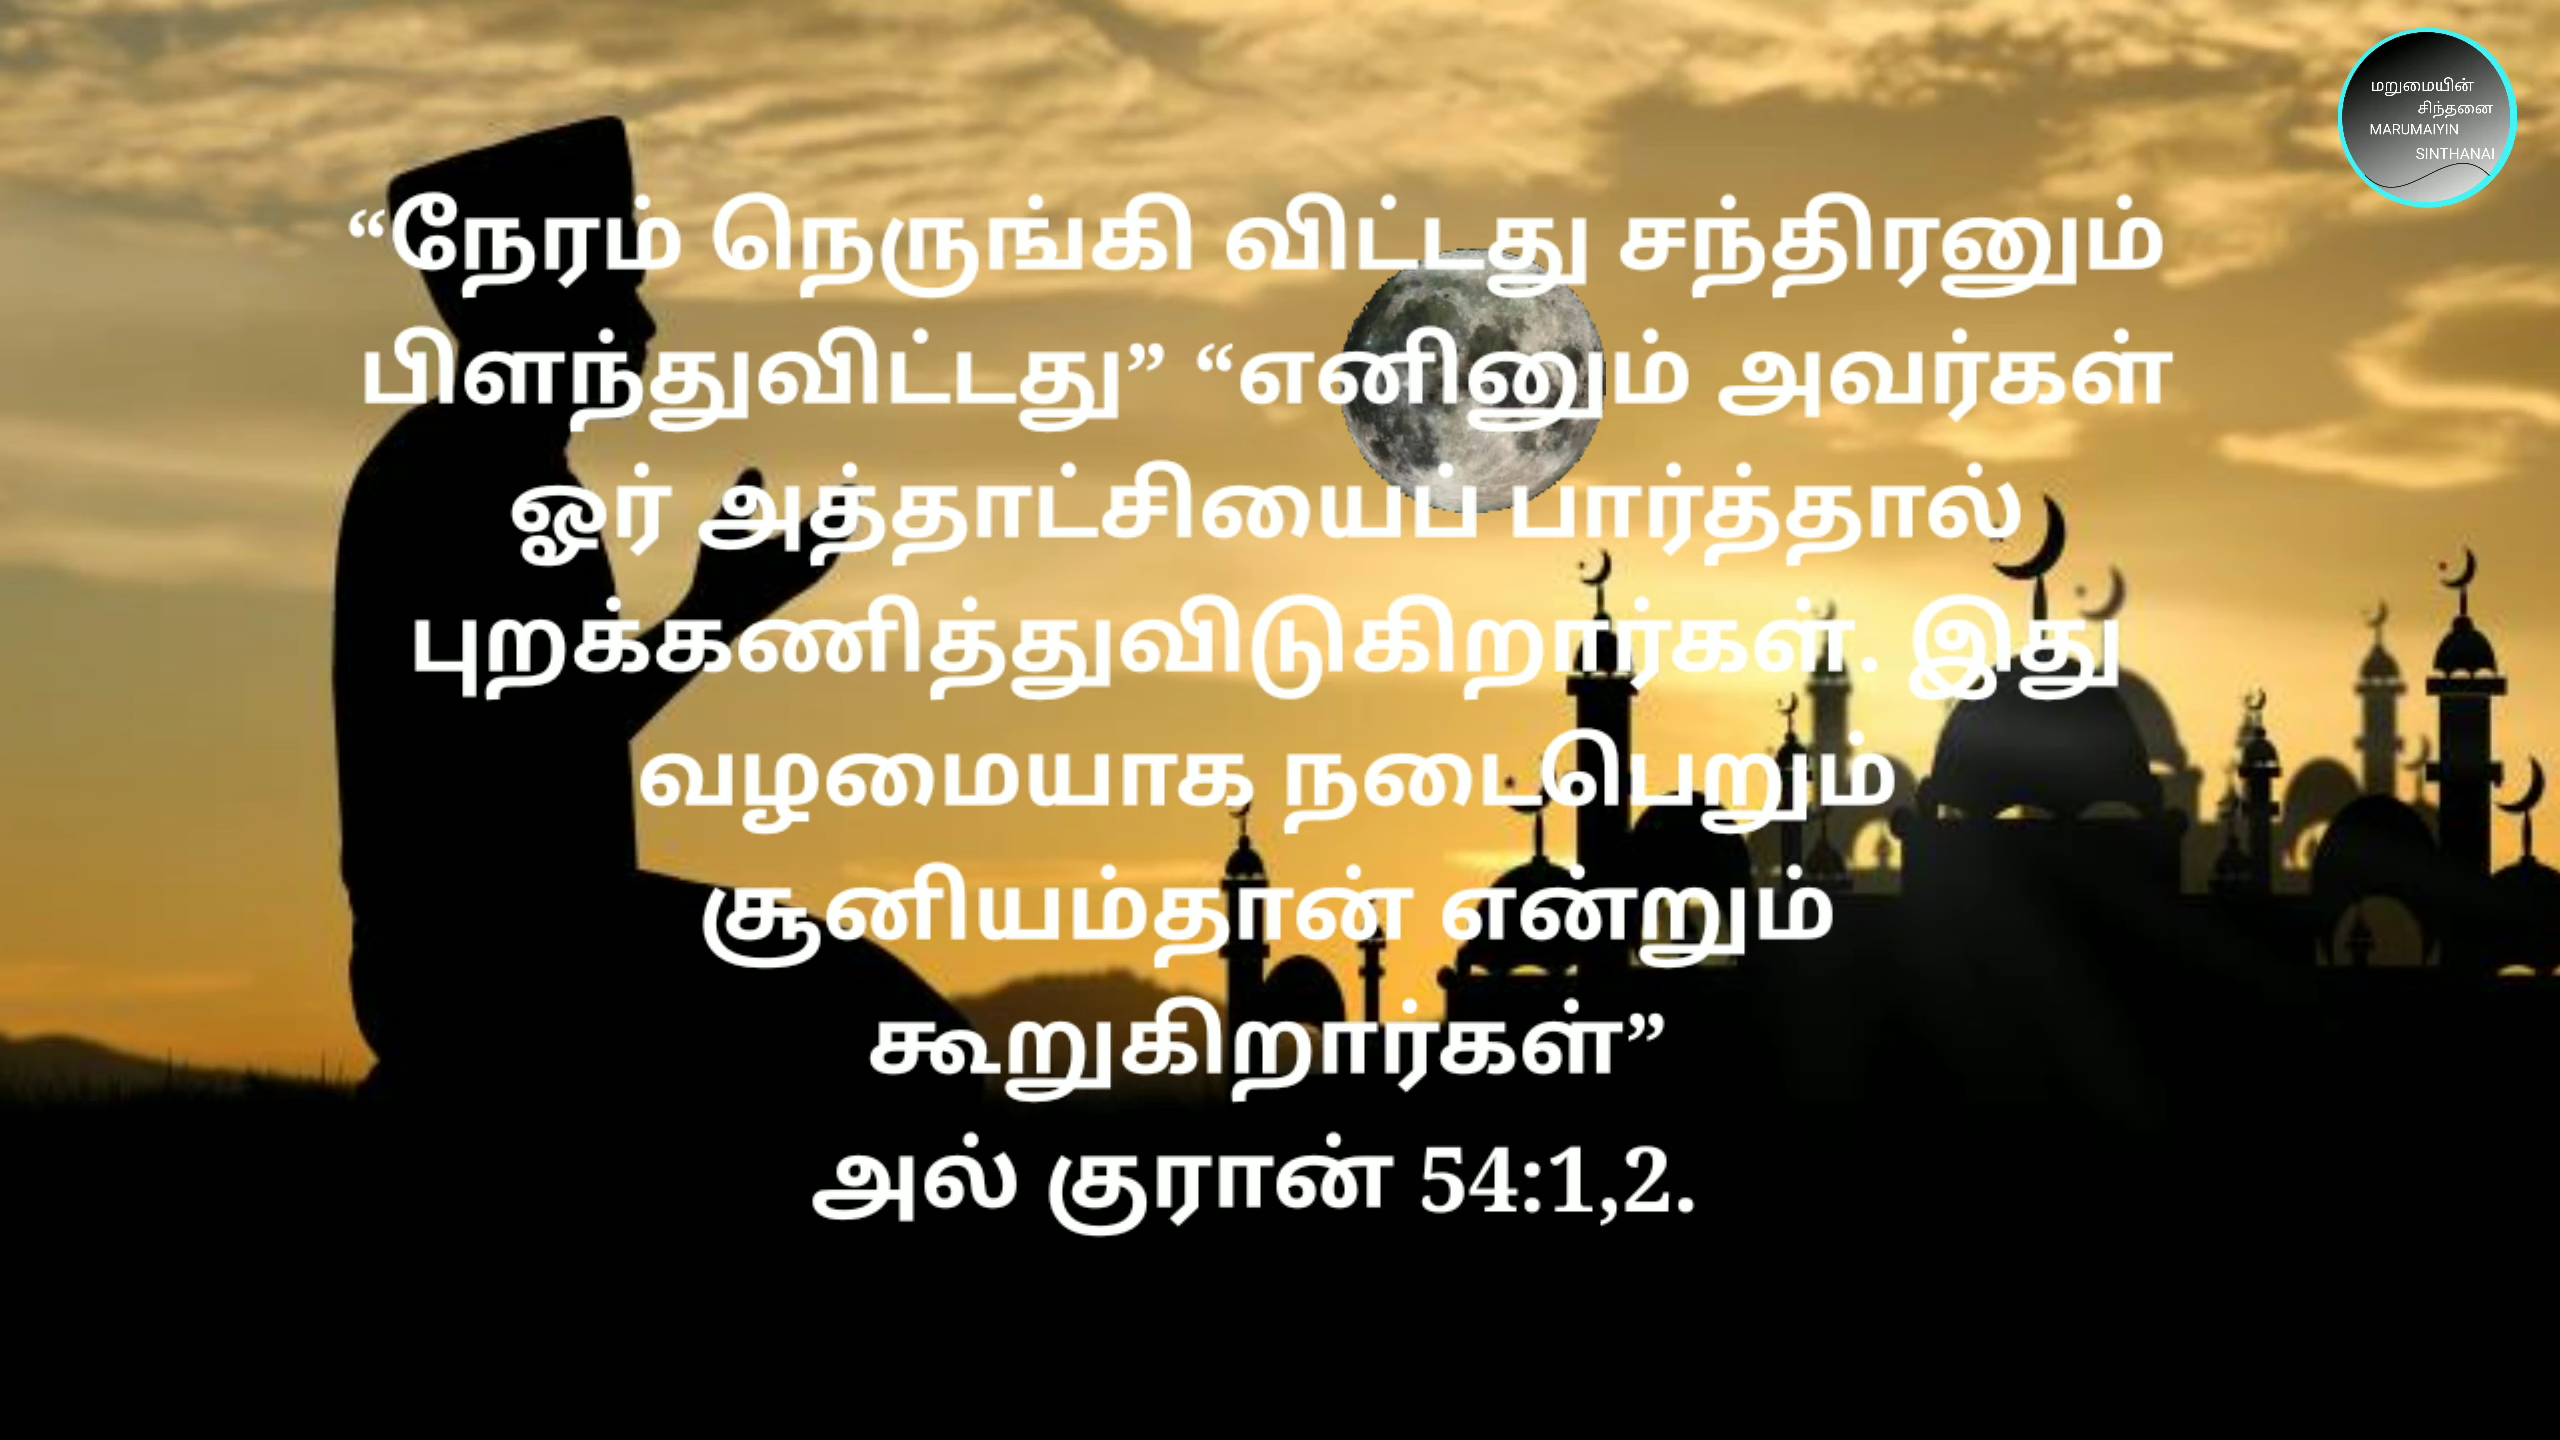 மறுமையின்
சிந்தனை
MARUMAIYIN
SINTHANAI
“நேரம் நெருங்கி விட்டது சந்திரனும்
பிளந்துவிட்டது” “எனினும் அவர்கள்
ஓர் அத்தாட்சியைப் பார்த்தால்
புறக்கணித்துவிடுகிறார்கள். இது
வழமையாக நடைபெறும்
சூனியம்தான் என்றும்
கூறுகிறார்கள்”
அல் குரான் 54:1,2.